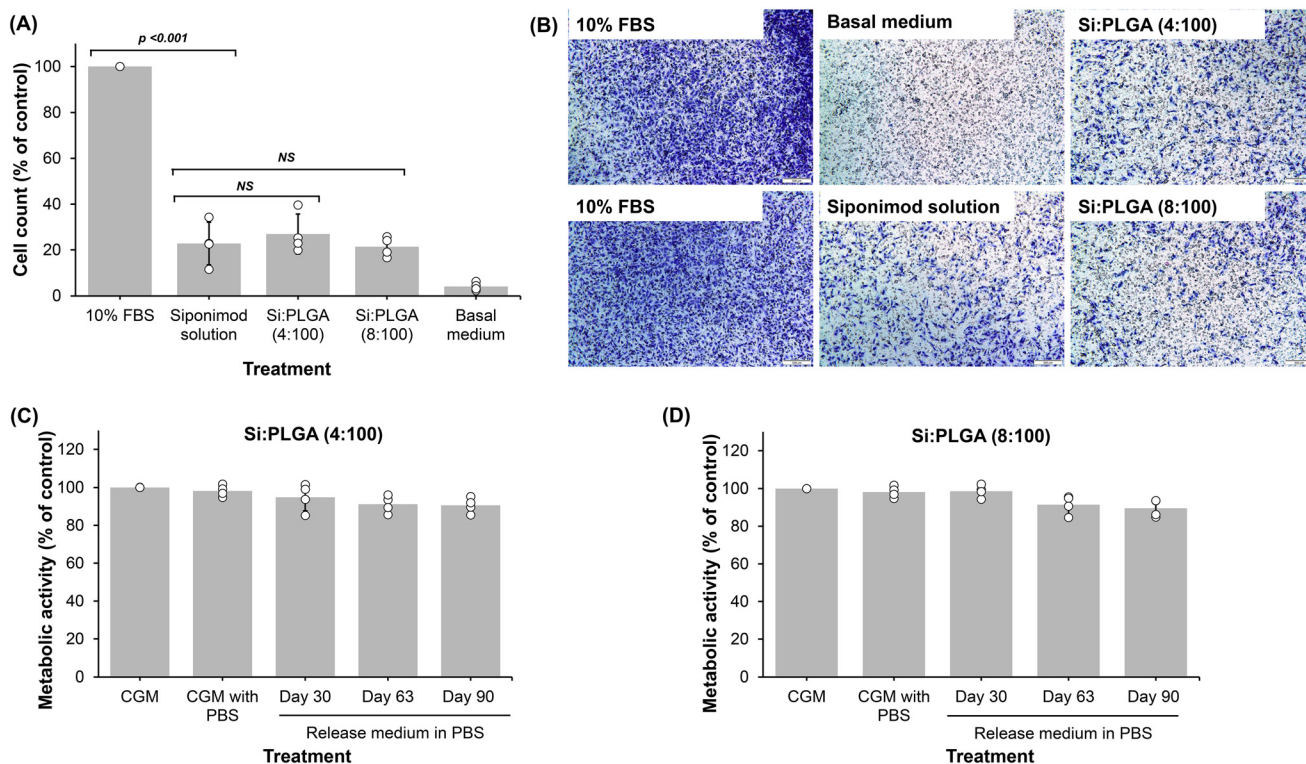 (A)
p <0.001
NS
NS
Cell count (% of control)
100
80
60
40
20
0
10% FBS
Siponimod
solution
Si:PLGA
(4:100)
Si:PLGA
(8:100)
Basal
medium
Treatment
(B)
10% FBS
Basal medium
Si:PLGA (4:100)
10% FBS
Siponimod solution
Si:PLGA (8:100)
(C)
Si:PLGA (4:100)
Metabolic activity (% of control)
120
100
80
60
40
20
0
CGM
CGM with
PBS
Day 30
Day 63
Day 90
Release medium in PBS
Treatment
(D)
Si:PLGA (8:100)
Metabolic activity (% of control)
120
100
80
60
40
20
0
CGM
CGM with
PBS
Day 30
Day 63
Day 90
Release medium in PBS
Treatment